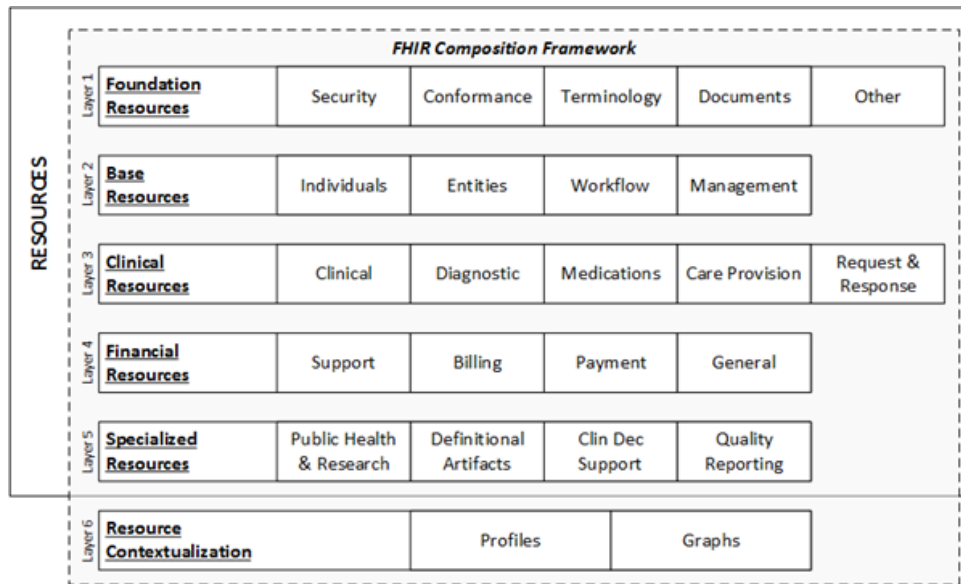 FHIR Composition Framework
RESOURCES
Layer 1
Foundation
Resources
Security
Conformance
Terminology
Documents
Other
Layer 2
Base
Resources
Individuals
Entities
Workflow
Management
Layer 3
Clinical
Resources
Clinical
Diagnostic
Medications
Care Provision
Request &
Response
Layer 4
Financial
Resources
Support
Billing
Payment
General
Layer 5
Specialized
Resources
Public Health
& Research
Definitional
Artifacts
Clin Dec
Support
Quality
Reporting
Layer 6
Resource
Contextualization
Profiles
Graphs